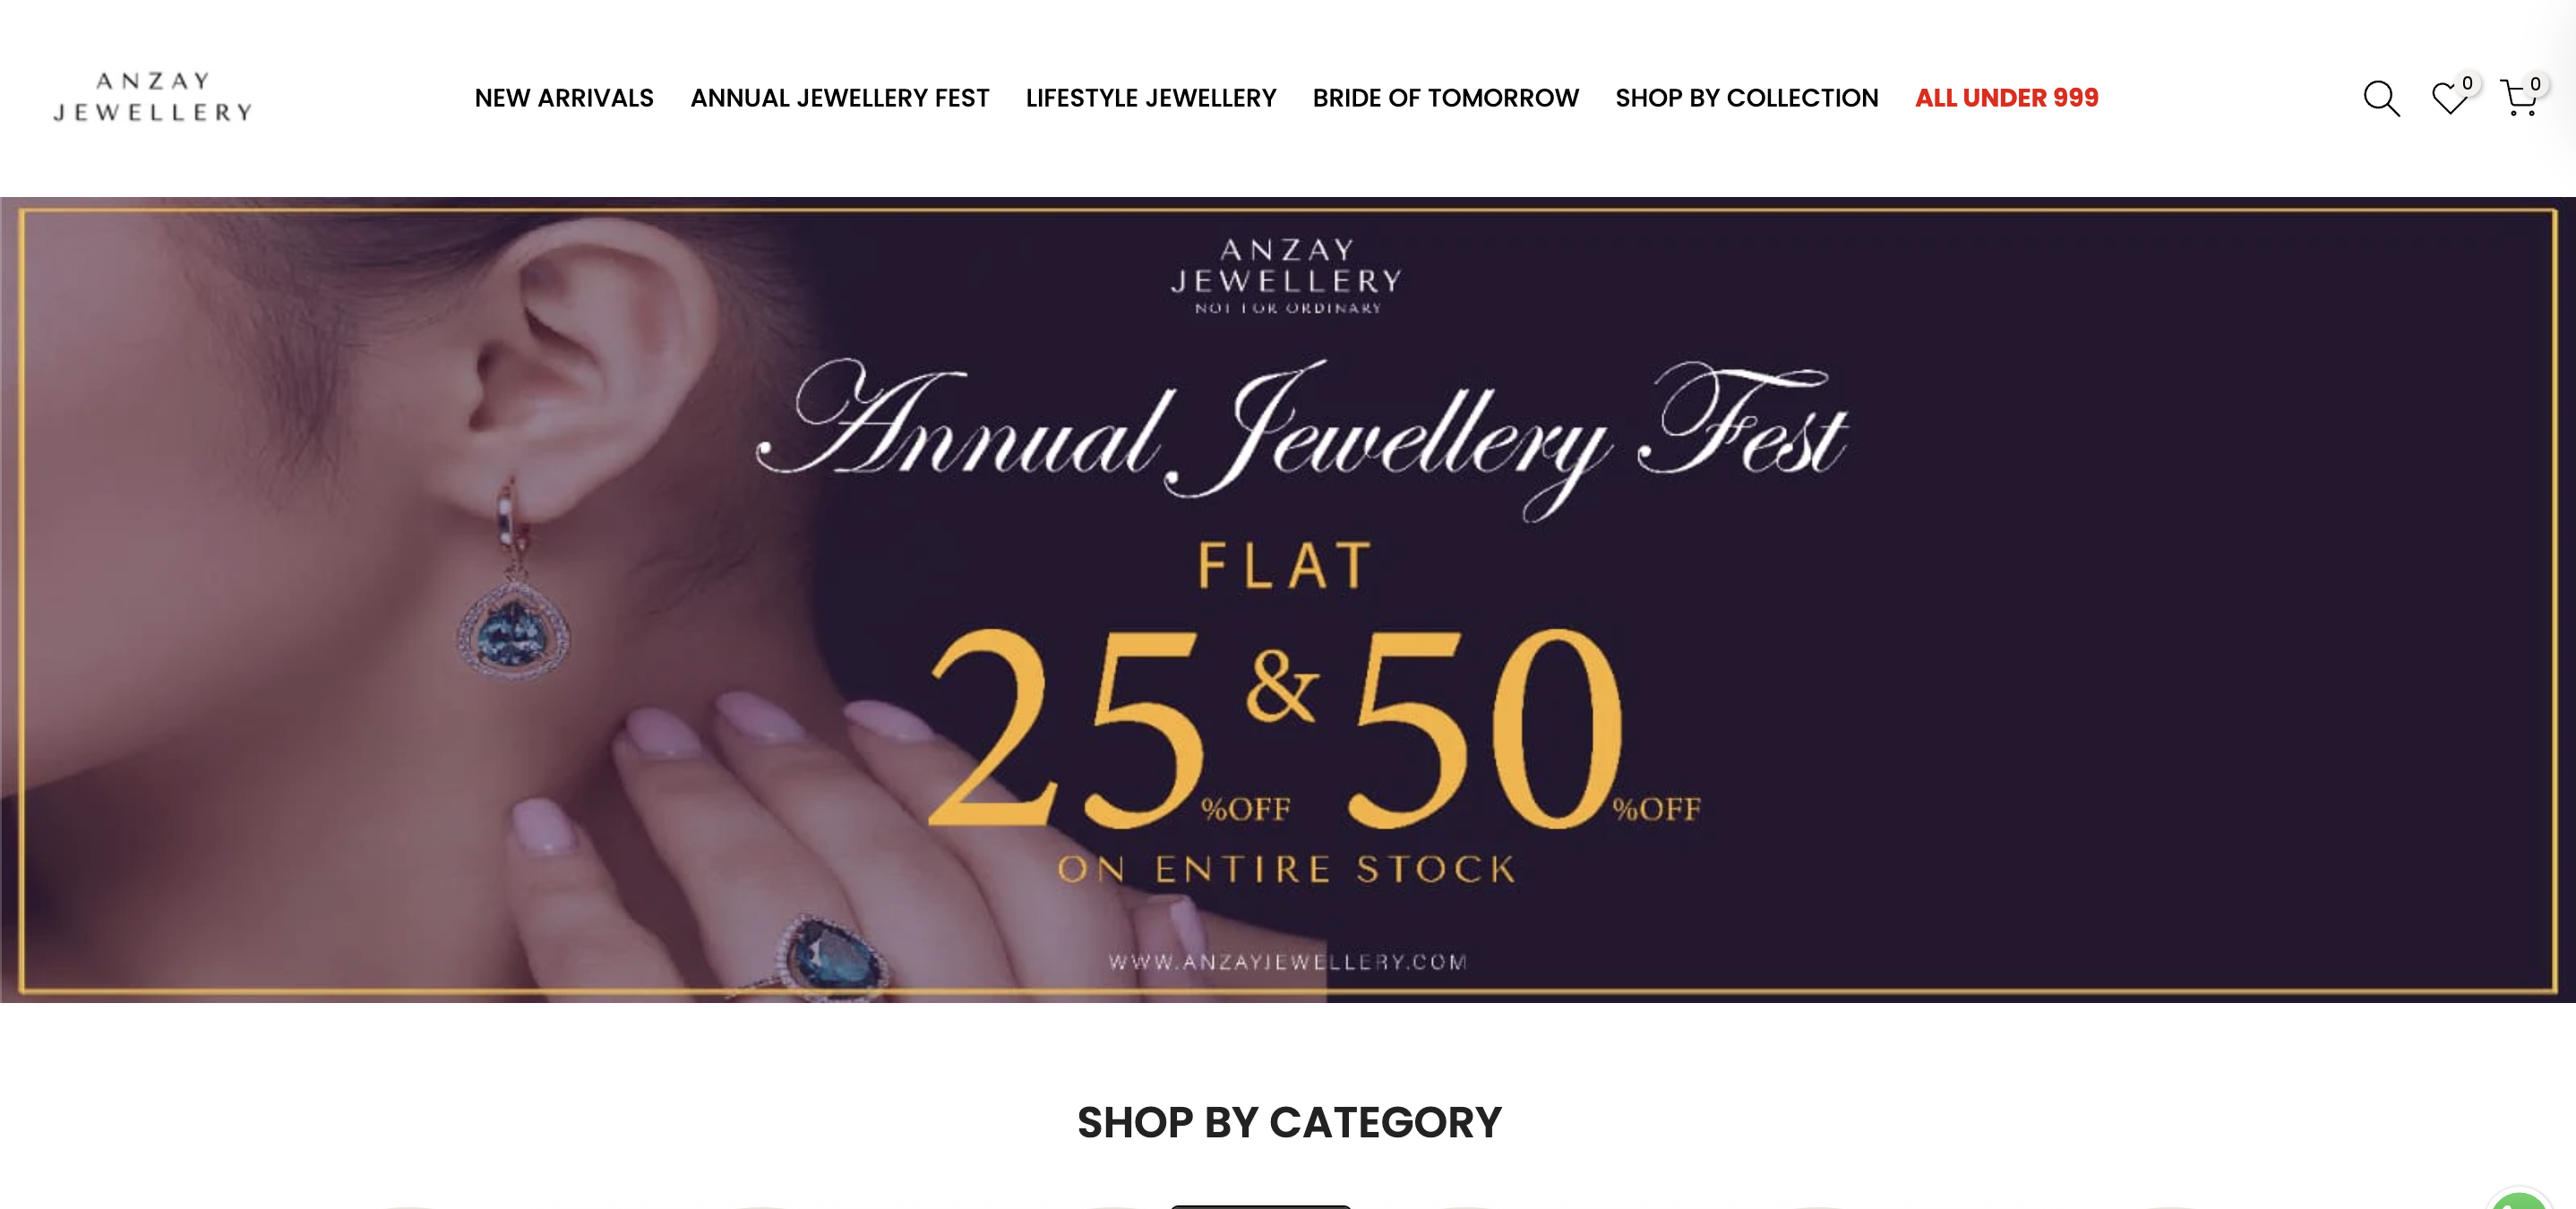 ANZAY
JEWELLERY
NEW ARRIVALS ANNUAL JEWELLERY FEST LIFESTYLE JEWELLERY BRIDE OF TOMORROW SHOP BY COLLECTION ALL UNDER 999
0 0
ANZAY
JEWELLERY
NOT FOR ORDINARY
Annual Jewellery Fest
FLAT
25 %OFF & 50 %OFF
ON ENTIRE STOCK
WWW.ANZAYJEWELLERY.COM
SHOP BY CATEGORY